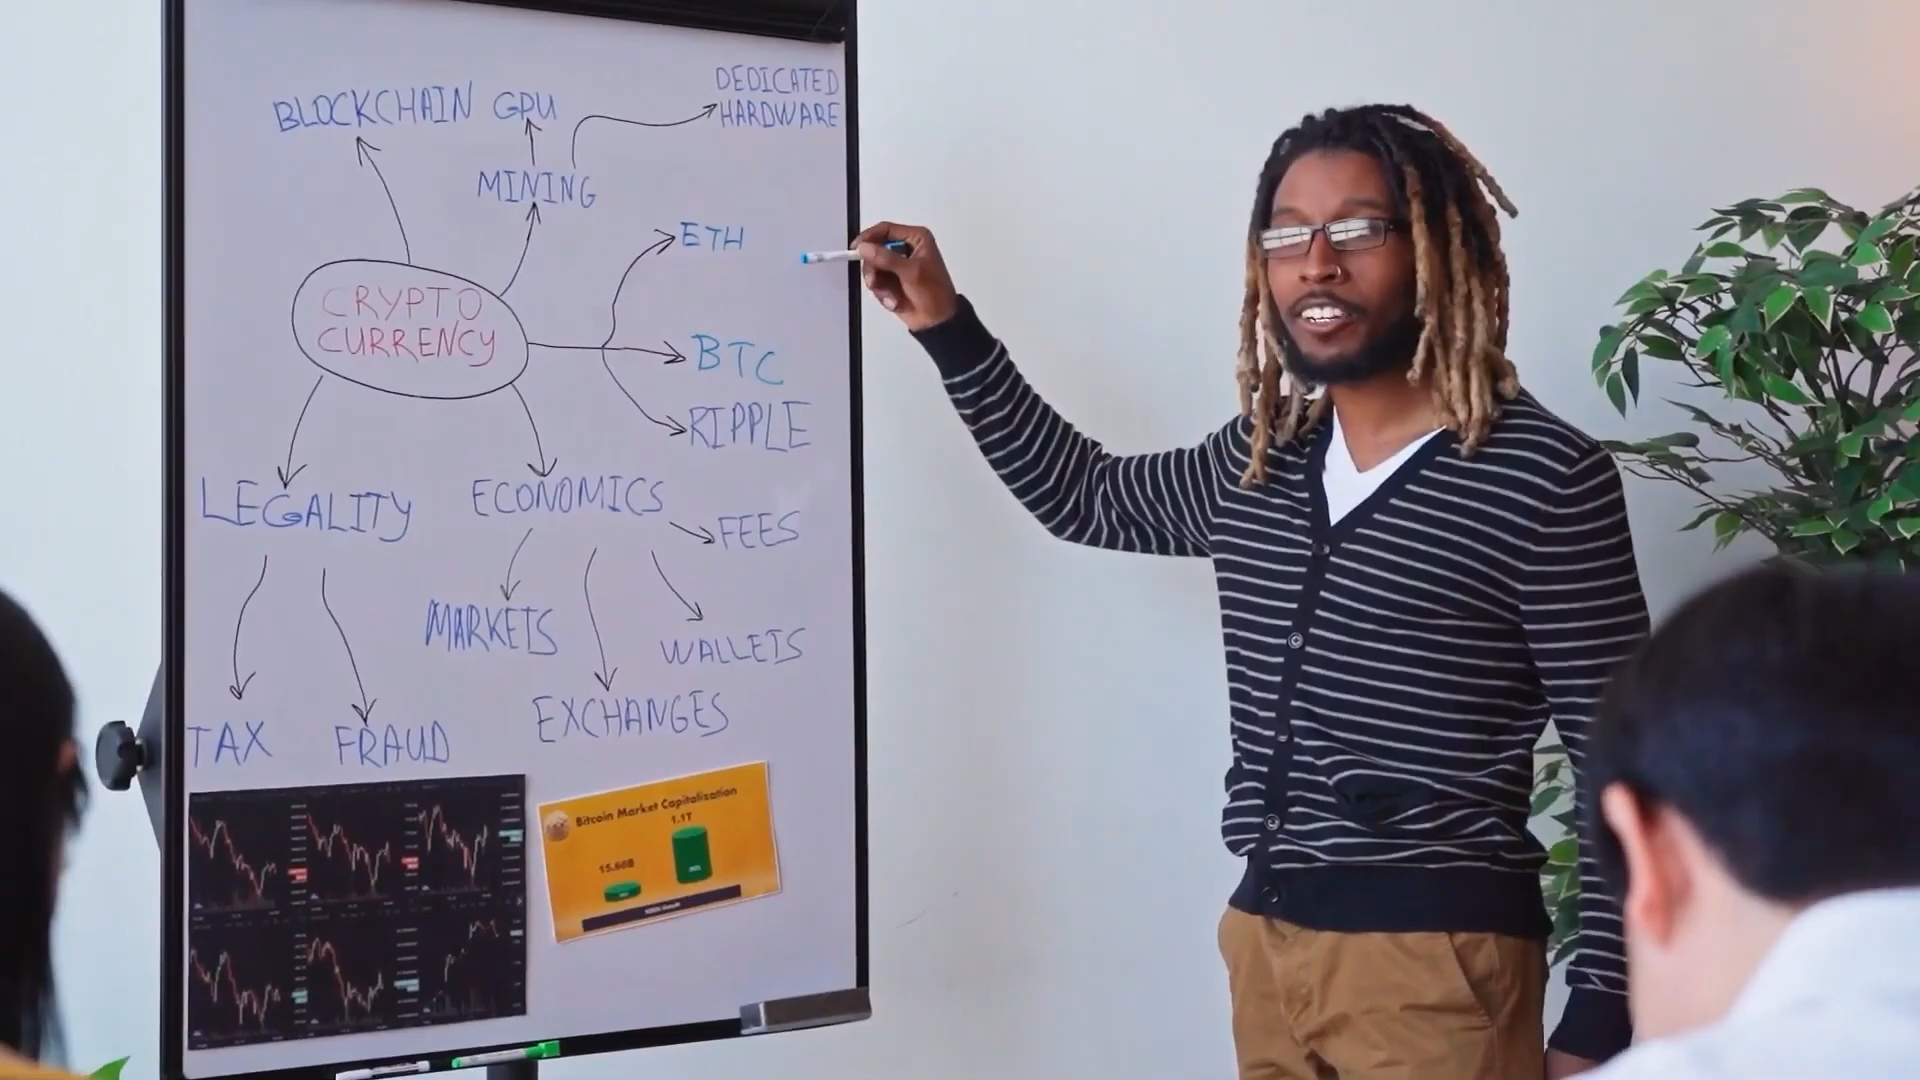 BLOCKCHAIN
GPU
DEDICATED
HARDWARE
MINING
ETH
CRYPTO
CURRENCY
BTC
RIPPLE
LEGALITY
ECONOMICS
FEES
MARKETS
WALLETS
EXCHANGES
TAX
FRAUD
Bitcoin Market Capitalization
1.1T
15.66B